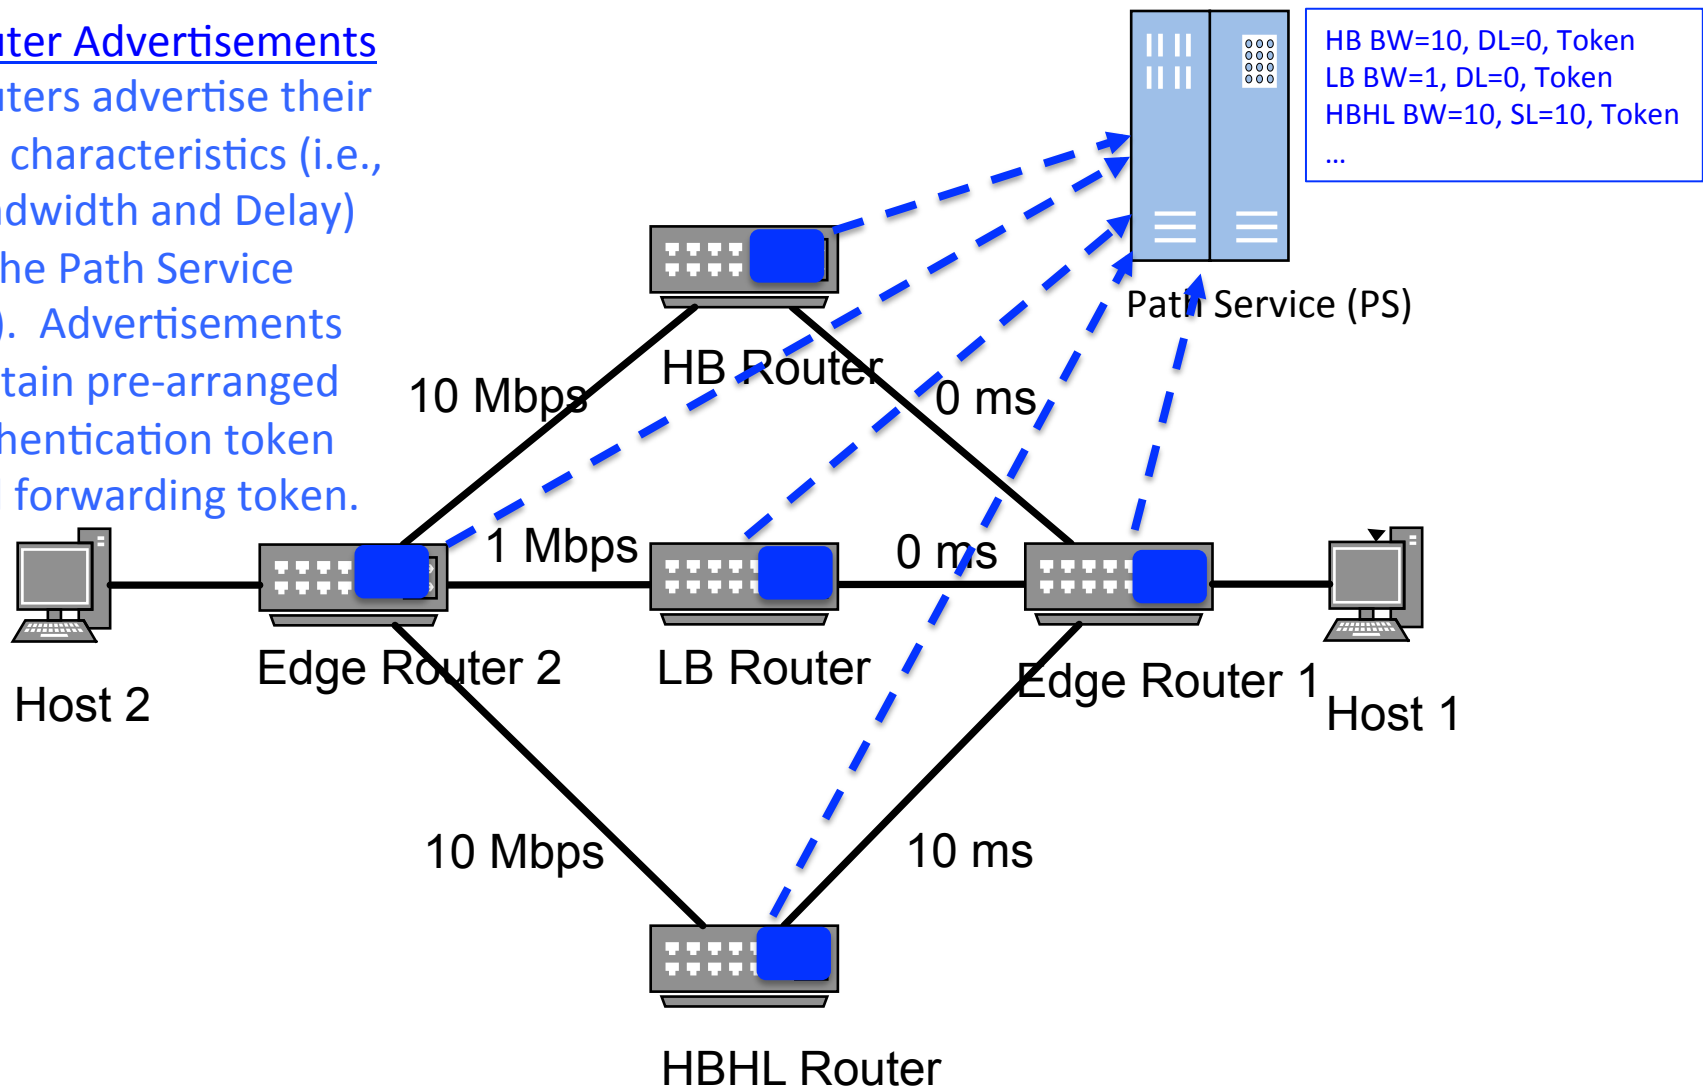 uter Advertisements
uters advertise their
characteristics (i.e.,
ndwidth and Delay)
he Path Service
). Advertisements
tain pre-arranged
hentication token
forwarding token.
HB BW=10, DL=0, Token
LB BW=1, DL=0, Token
HBHL BW=10, SL=10, Token
...
Path Service (PS)
HB Router
10 Mbps
0 ms
1 Mbps
0 ms
Edge Router 2
LB Router
Edge Router 1
Host 2
Host 1
10 Mbps
10 ms
HBHL Router